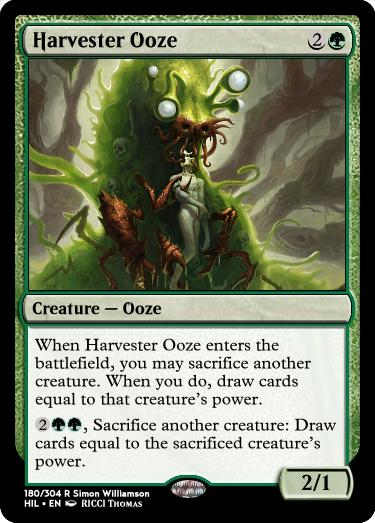 Harvester Ooze 2
Creature — Ooze
When Harvester Ooze enters the
battlefield, you may sacrifice another
creature. When you do, draw cards
equal to that creature's power.
2, Sacrifice another creature: Draw
cards equal to the sacrificed creature's
power.
2/1
180/304 R Simon Williamson
HIL • EN RICCI THOMAS